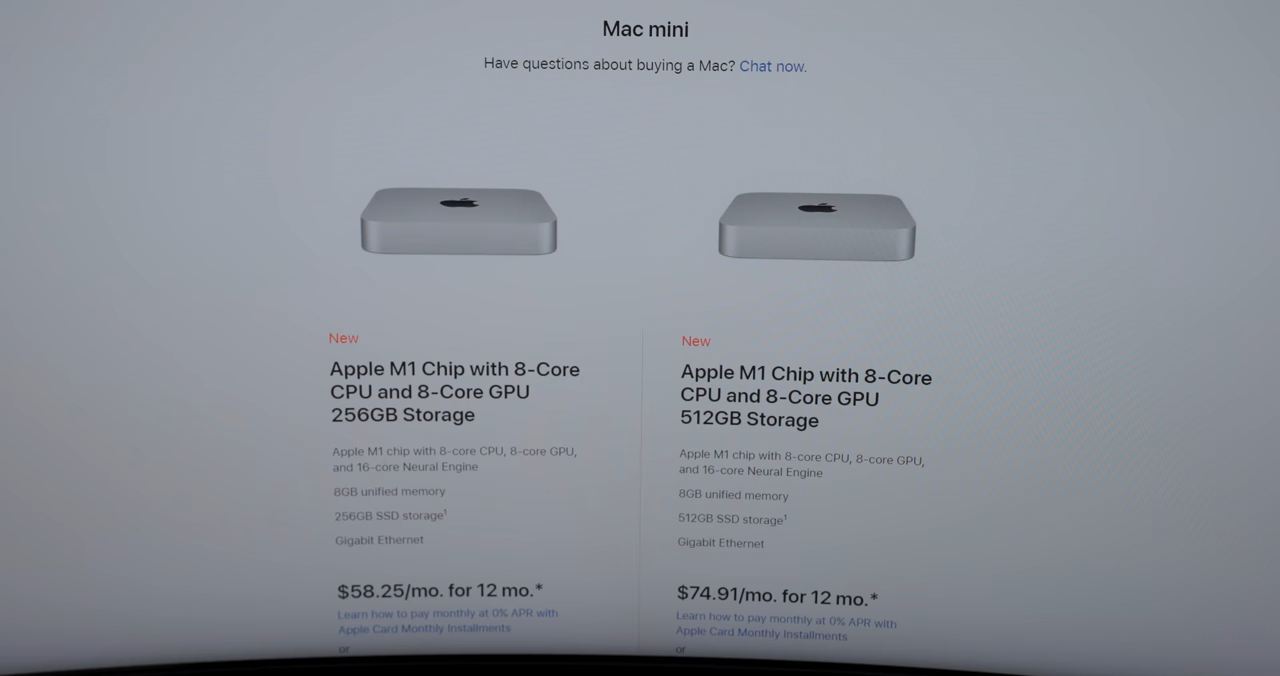 Mac mini
Have questions about buying a Mac? Chat now.
New
Apple M1 Chip with 8-Core
CPU and 8-Core GPU
256GB Storage
Apple M1 chip with 8-core CPU, 8-core GPU,
and 16-core Neural Engine
8GB unified memory
256GB SSD storage¹
Gigabit Ethernet
$58.25/mo. for 12 mo.*
Learn how to pay monthly at 0% APR with
Apple Card Monthly Installments
or
New
Apple M1 Chip with 8-Core
CPU and 8-Core GPU
512GB Storage
Apple M1 chip with 8-core CPU, 8-core GPU,
and 16-core Neural Engine
8GB unified memory
512GB SSD storage¹
Gigabit Ethernet
$74.91/mo. for 12 mo.*
Learn how to pay monthly at 0% APR with
Apple Card Monthly Installments
or